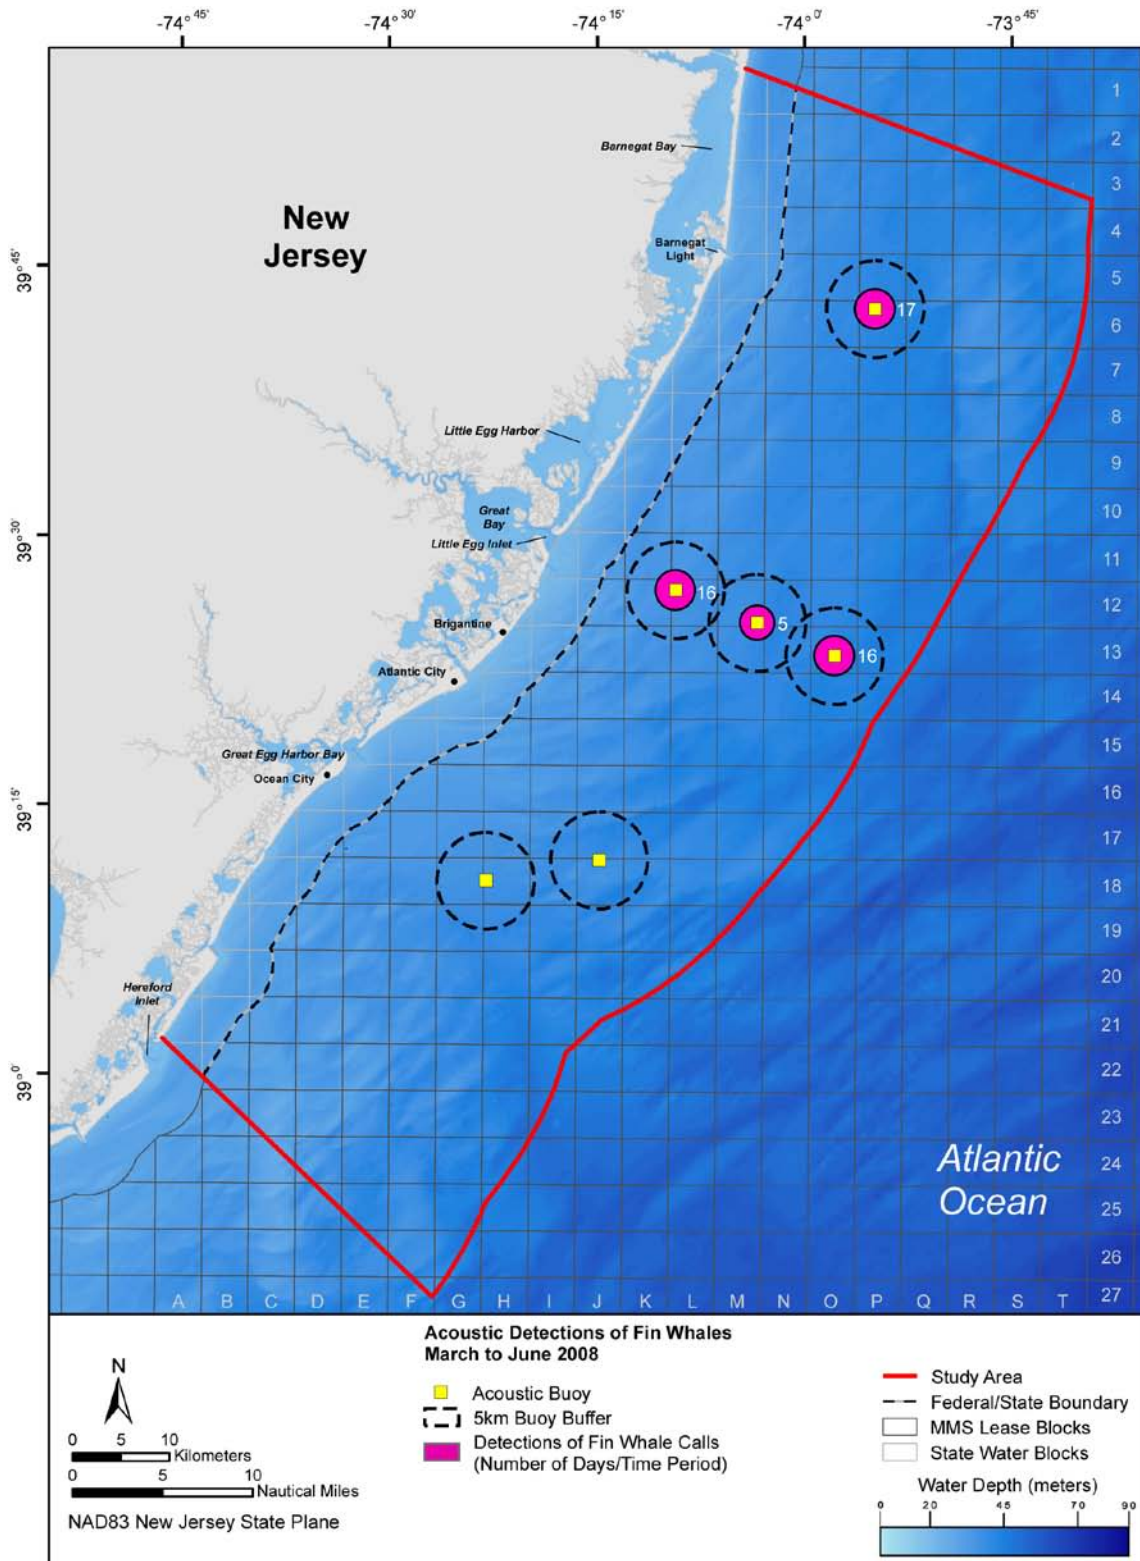 -74°45'
-74°30'
-74°15'
-74°0'
-73°45'
39°45'
39°30'
39°15'
39°0'
New
Jersey
Barnegat Bay
Barnegat
Light
Little Egg Harbor
Great
Bay
Little Egg Inlet
Brigantine
Atlantic City
Great Egg Harbor Bay
Ocean City
Hereford
Inlet
17
16
5
16
Atlantic
Ocean
1
2
3
4
5
6
7
8
9
10
11
12
13
14
15
16
17
18
19
20
21
22
23
24
25
26
27
A B C D E F G H I J K L M N O P Q R S T
Acoustic Detections of Fin Whales
March to June 2008
Acoustic Buoy
5km Buoy Buffer
Detections of Fin Whale Calls
(Number of Days/Time Period)
N
0 5 10
Kilometers
0 5 10
Nautical Miles
NAD83 New Jersey State Plane
Study Area
Federal/State Boundary
MMS Lease Blocks
State Water Blocks
Water Depth (meters)
0 20 45 70 90